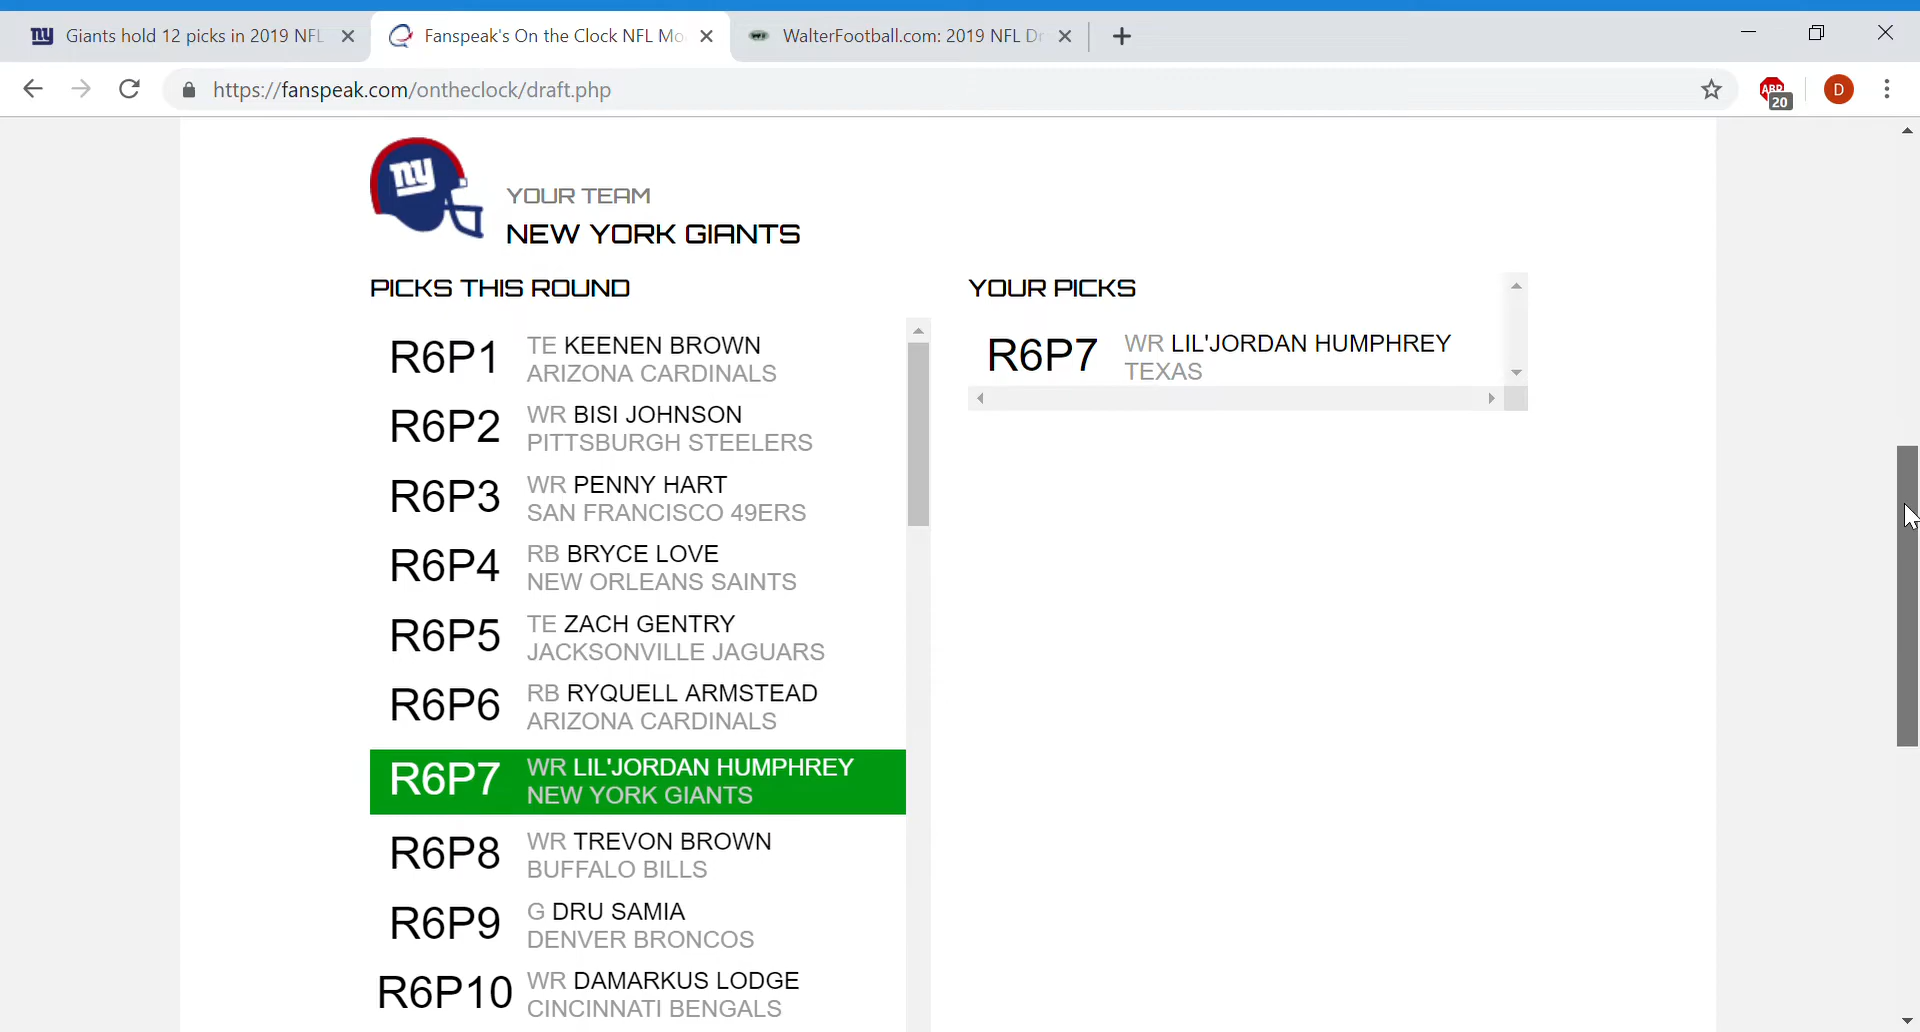 ny Giants hold 12 picks in 2019 NFL
Fanspeak's On the Clock NFL Mo
WalterFootball.com: 2019 NFL Dr
https://fanspeak.com/ontheclock/draft.php
ABP
20
D
ny
YOUR TEAM
NEW YORK GIANTS
PICKS THIS ROUND
R6P1 TE KEENEN BROWN
ARIZONA CARDINALS
R6P2 WR BISI JOHNSON
PITTSBURGH STEELERS
R6P3 WR PENNY HART
SAN FRANCISCO 49ERS
R6P4 RB BRYCE LOVE
NEW ORLEANS SAINTS
R6P5 TE ZACH GENTRY
JACKSONVILLE JAGUARS
R6P6 RB RYQUELL ARMSTEAD
ARIZONA CARDINALS
R6P7 WR LIL'JORDAN HUMPHREY
NEW YORK GIANTS
R6P8 WR TREVON BROWN
BUFFALO BILLS
R6P9 G DRU SAMIA
DENVER BRONCOS
R6P10 WR DAMARKUS LODGE
CINCINNATI BENGALS
YOUR PICKS
R6P7 WR LIL'JORDAN HUMPHREY
TEXAS